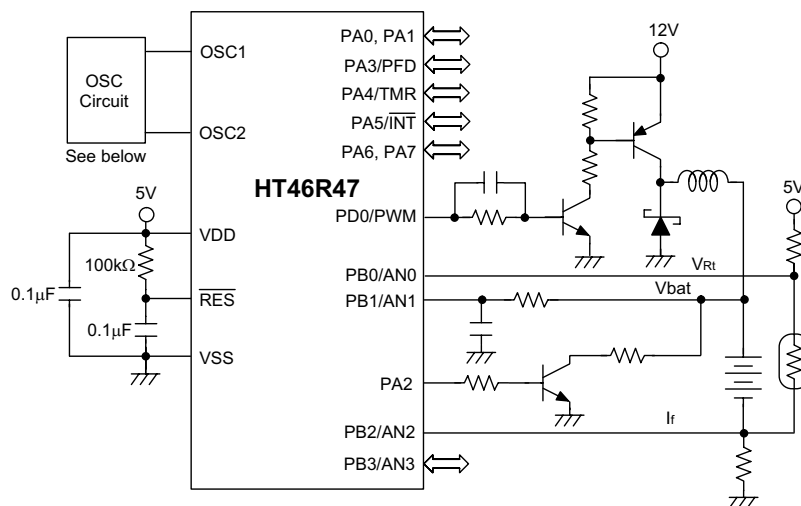 OSC
Circuit
See below
OSC1
OSC2
5V
100kΩ
0.1μF
0.1μF
VDD
RES
VSS
HT46R47
PA0, PA1
PA3/PFD
PA4/TMR
PA5/INT
PA6, PA7
PD0/PWM
PB0/AN0
PB1/AN1
PA2
PB2/AN2
PB3/AN3
12V
5V
VRt
Vbat
If